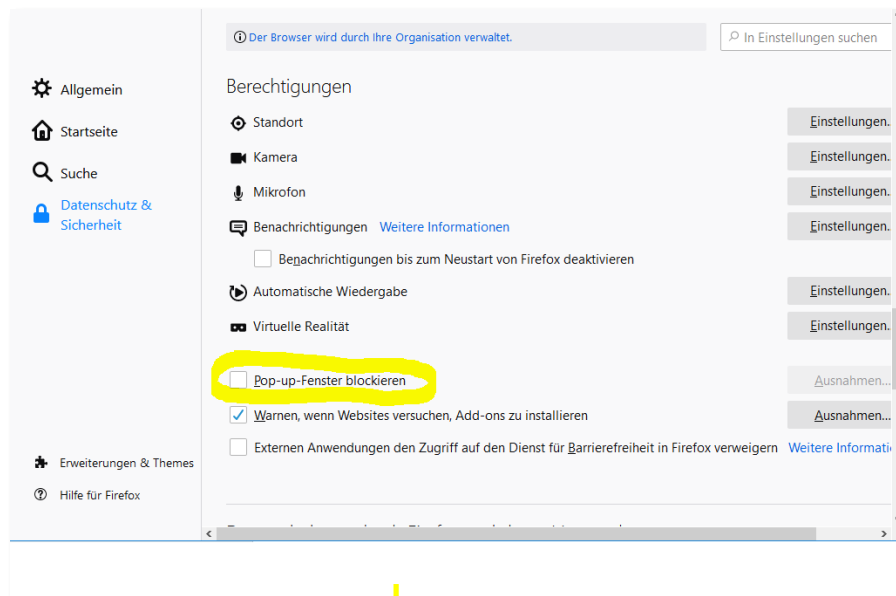 Der Browser wird durch Ihre Organisation verwaltet.
In Einstellungen suchen
Allgemein
Startseite
Suche
Datenschutz &
Sicherheit
Erweiterungen & Themes
Hilfe für Firefox
Berechtigungen
Standort
Einstellungen.
Kamera
Einstellungen.
Mikrofon
Einstellungen.
Benachrichtigungen Weitere Informationen
Einstellungen.
Benachrichtigungen bis zum Neustart von Firefox deaktivieren
Automatische Wiedergabe
Einstellungen.
Virtuelle Realität
Einstellungen.
Pop-up-Fenster blockieren
Ausnahmen...
Warnen, wenn Websites versuchen, Add-ons zu installieren
Ausnahmen...
Externen Anwendungen den Zugriff auf den Dienst für Barrierefreiheit in Firefox verweigern Weitere Informati